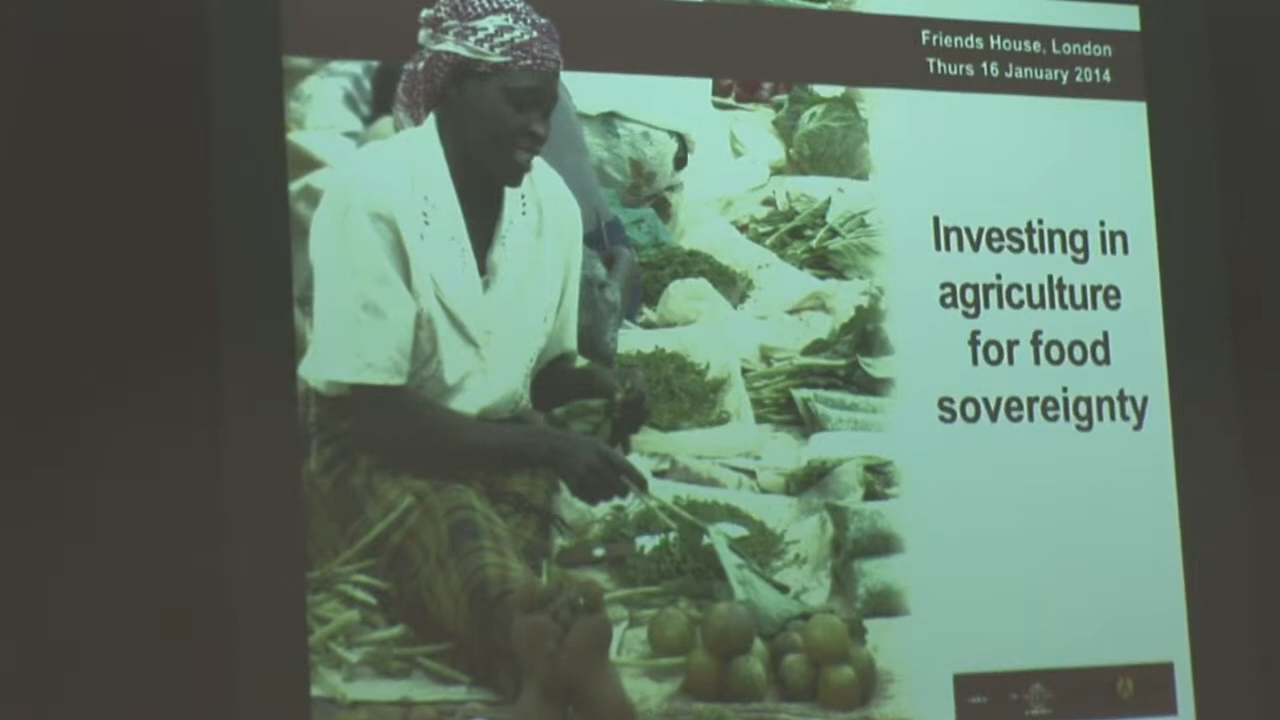 Friends House, London
Thurs 16 January 2014
Investing in
agriculture
for food
sovereignty